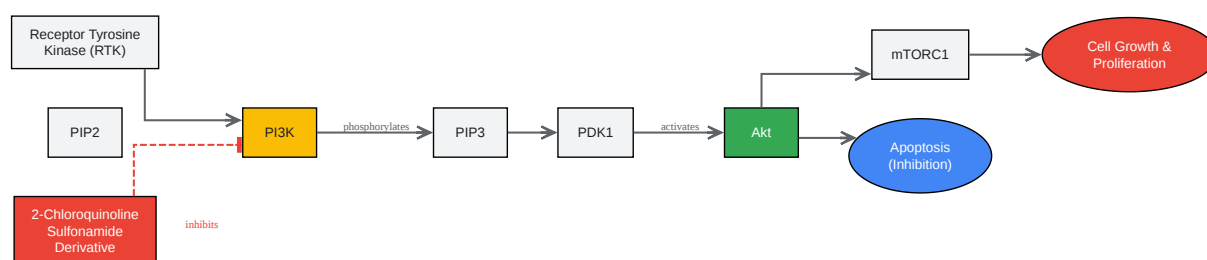 Receptor Tyrosine
Kinase (RTK)
mTORC1
Cell Growth &
Proliferation
PIP2
PI3K
phosphorylates
PIP3
PDK1
activates
Akt
Apoptosis
(Inhibition)
2-Chloroquinoline
Sulfonamide
Derivative
inhibits